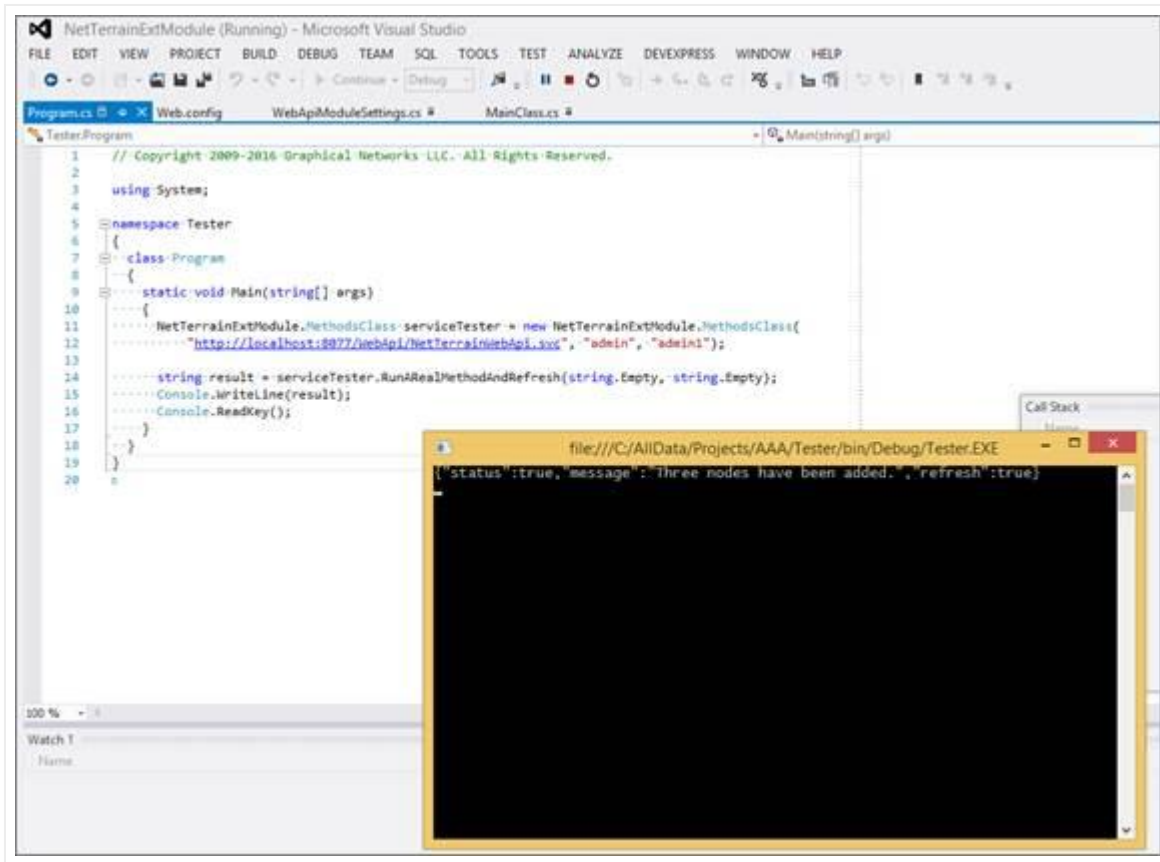 NetTerrainExtModule (Running) - Microsoft Visual Studio
FILE EDIT VIEW PROJECT BUILD DEBUG TEAM SQL TOOLS TEST ANALYZE DEVEXPRESS WINDOW HELP
Continue Debug
Program.cs Web.config WebApiModuleSettings.cs MainClass.cs
Tester.Program Main(string[] args)
1 // Copyright 2009-2016 Graphical Networks LLC. All Rights Reserved.
2
3 using System;
4
5 namespace Tester
6 {
7 class Program
8 {
9 static void Main(string[] args)
10 {
11 NetTerrainExtModule.MethodsClass serviceTester = new NetTerrainExtModule.MethodsClass(
12 "http://localhost:8077/WebApi/NetTerrainWebApi.svc", "admin", "admin1");
13
14 string result = serviceTester.RunARealMethodAndRefresh(string.Empty, string.Empty);
15 Console.WriteLine(result);
16 Console.ReadKey();
17 }
18 }
19 }
20
Call Stack
Name
file:///C:/AllData/Projects/AAA/Tester/bin/Debug/Tester.EXE
{"status":true,"message":"Three nodes have been added.","refresh":true}
100 %
Watch 1
Name